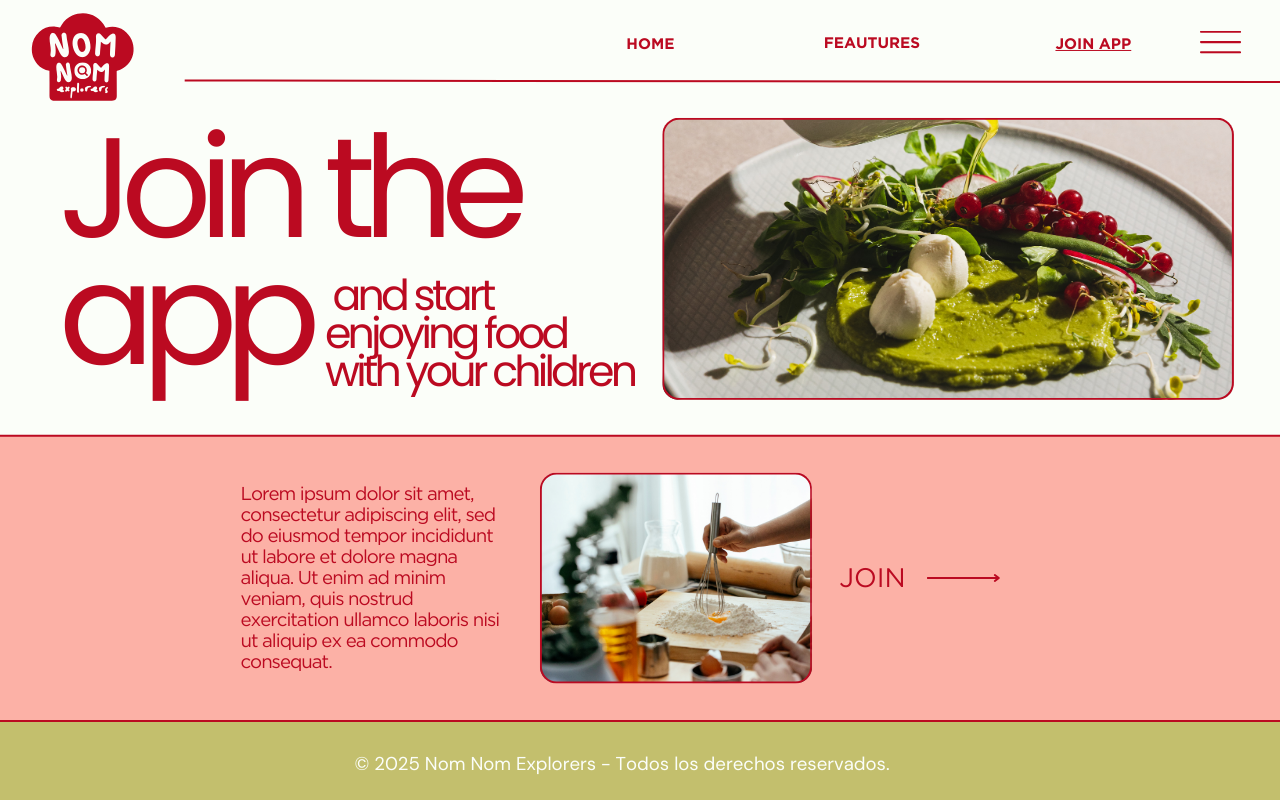 NOM
N@M
explorers
HOME
FEAUTURES
JOIN APP
Join the
app
and start
enjoying food
with your children
Lorem ipsum dolor sit amet,
consectetur adipiscing elit, sed
do eiusmod tempor incididunt
ut labore et dolore magna
aliqua. Ut enim ad minim
veniam, quis nostrud
exercitation ullamco laboris nisi
ut aliquip ex ea commodo
consequat.
JOIN
© 2025 Nom Nom Explorers – Todos los derechos reservados.